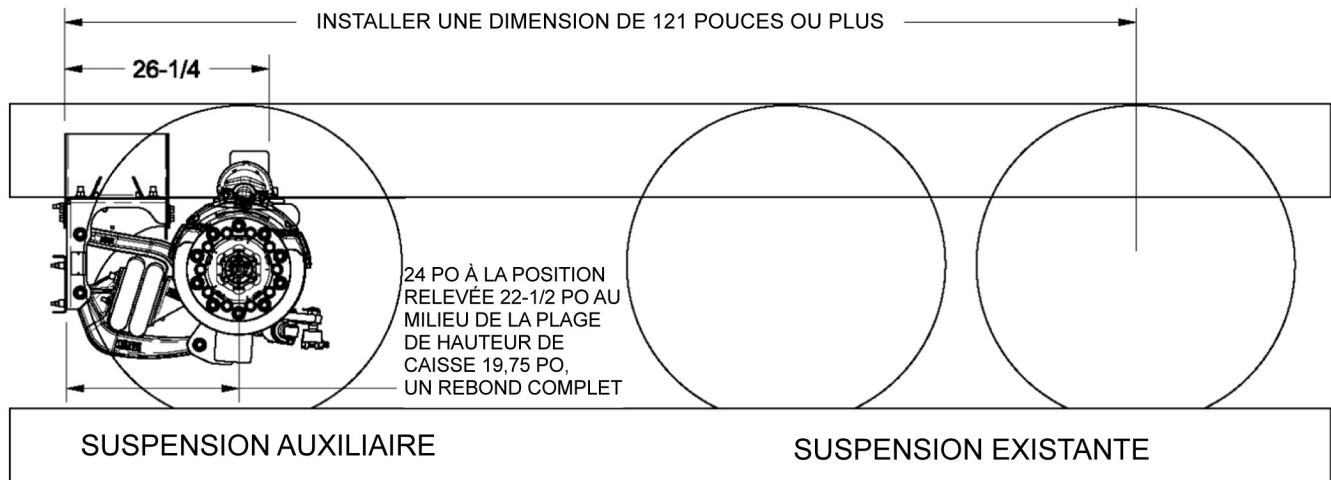 INSTALLER UNE DIMENSION DE 121 POUCES OU PLUS
26-1/4
24 PO À LA POSITION
RELEVÉE 22-1/2 PO AU
MILIEU DE LA PLAGE
DE HAUTEUR DE
CAISSE 19,75 PO,
UN REBOND COMPLET
SUSPENSION AUXILIAIRE
SUSPENSION EXISTANTE